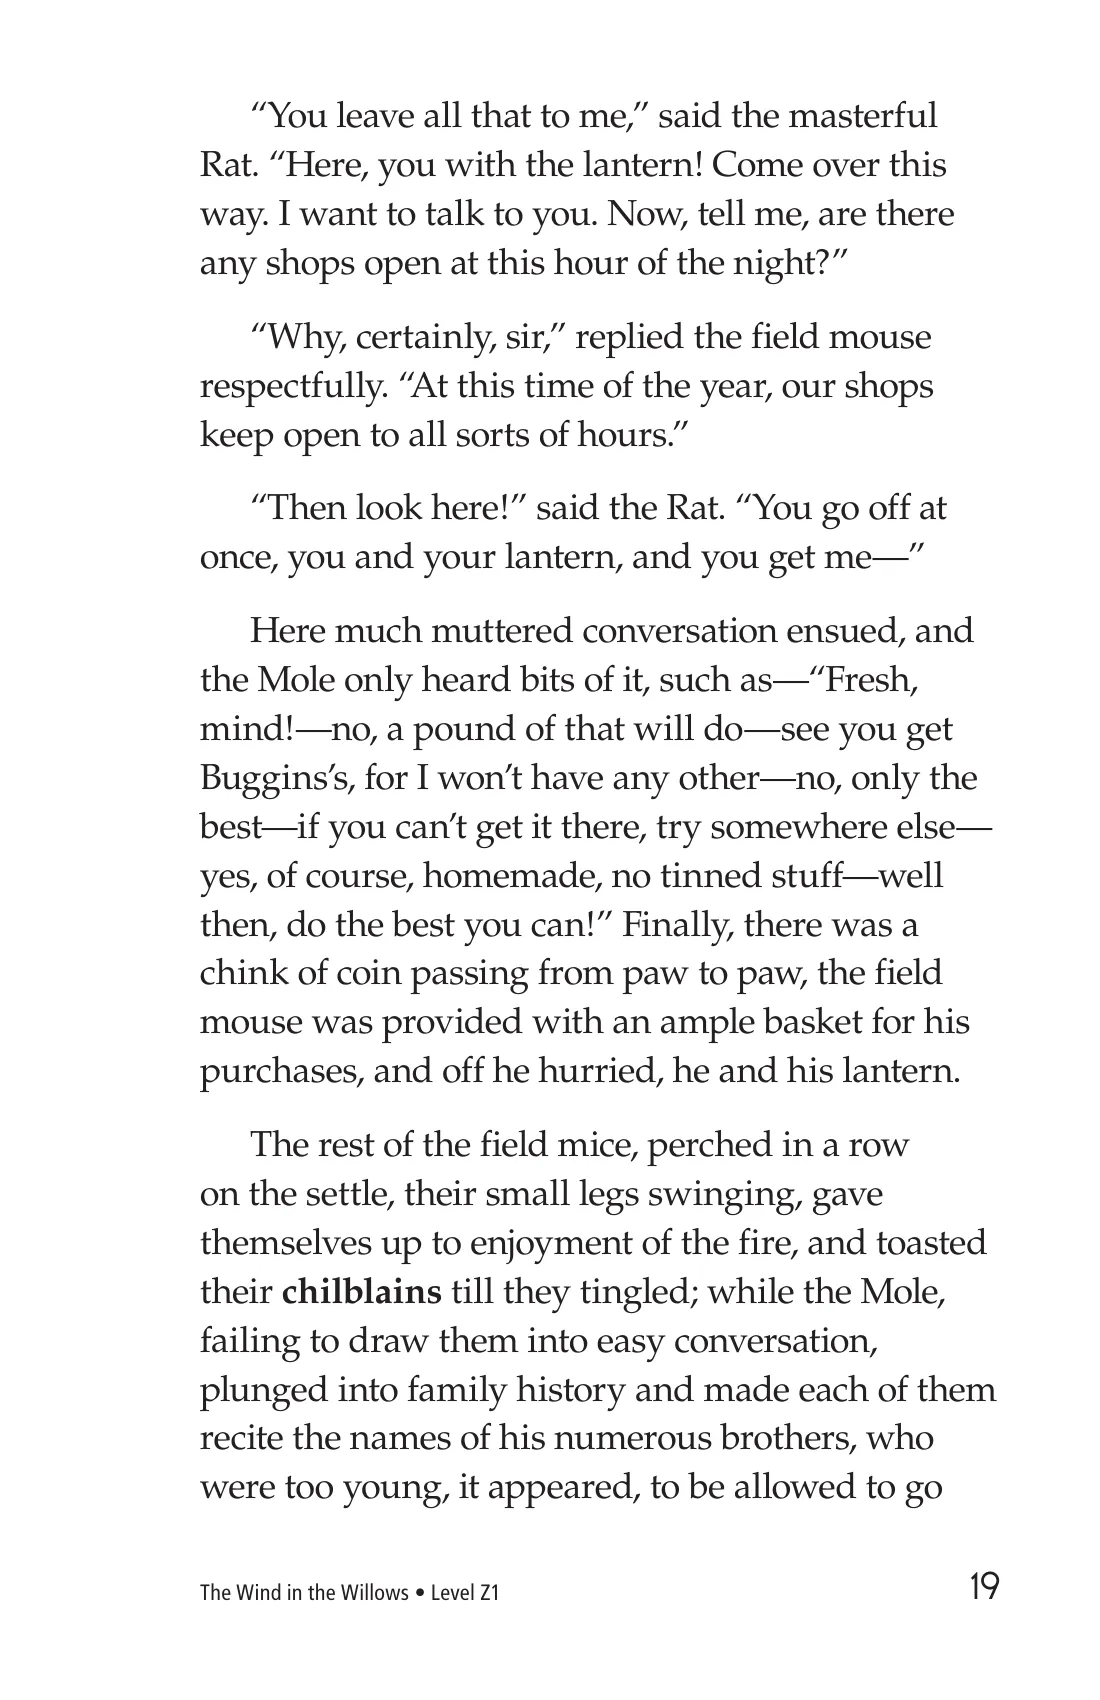 “You leave all that to me,” said the masterful
Rat. “Here, you with the lantern! Come over this
way. I want to talk to you. Now, tell me, are there
any shops open at this hour of the night?”
“Why, certainly, sir,” replied the field mouse
respectfully. “At this time of the year, our shops
keep open to all sorts of hours.”
“Then look here!” said the Rat. “You go off at
once, you and your lantern, and you get me—”
Here much muttered conversation ensued, and
the Mole only heard bits of it, such as—“Fresh,
mind!—no, a pound of that will do—see you get
Buggins’s, for I won’t have any other—no, only the
best—if you can’t get it there, try somewhere else—
yes, of course, homemade, no tinned stuff—well
then, do the best you can!” Finally, there was a
chink of coin passing from paw to paw, the field
mouse was provided with an ample basket for his
purchases, and off he hurried, he and his lantern.
The rest of the field mice, perched in a row
on the settle, their small legs swinging, gave
themselves up to enjoyment of the fire, and toasted
their chilblains till they tingled; while the Mole,
failing to draw them into easy conversation,
plunged into family history and made each of them
recite the names of his numerous brothers, who
were too young, it appeared, to be allowed to go
The Wind in the Willows • Level Z1
19